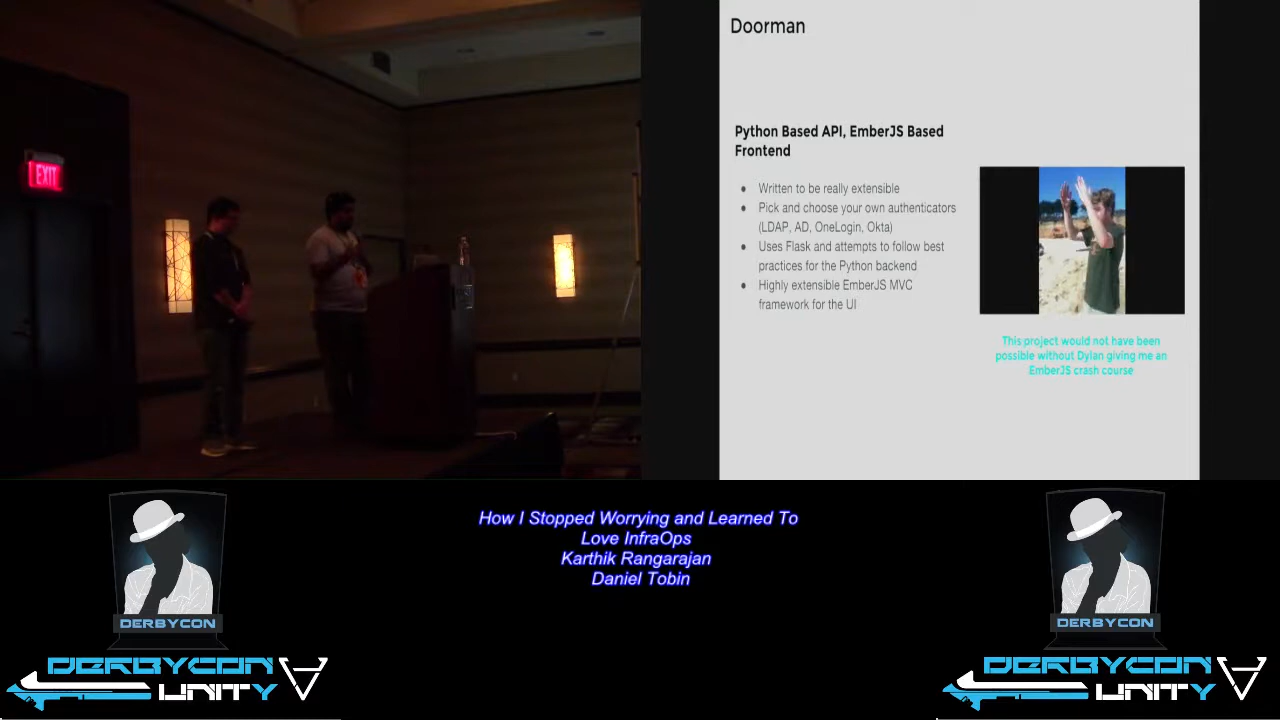 EXIT
Doorman
Python Based API, EmberJS Based
Frontend
● Written to be really extensible
● Pick and choose your own authenticators
(LDAP, AD, OneLogin, Okta)
● Uses Flask and attempts to follow best
practices for the Python backend
● Highly extensible EmberJS MVC
framework for the UI
This project would not have been
possible without Dylan giving me an
EmberJS crash course
How I Stopped Worrying and Learned To
Love InfraOps
Karthik Rangarajan
Daniel Tobin
DERBYCON
DERBYCON
UNITY
DERBYCON
DERBYCON
UNITY